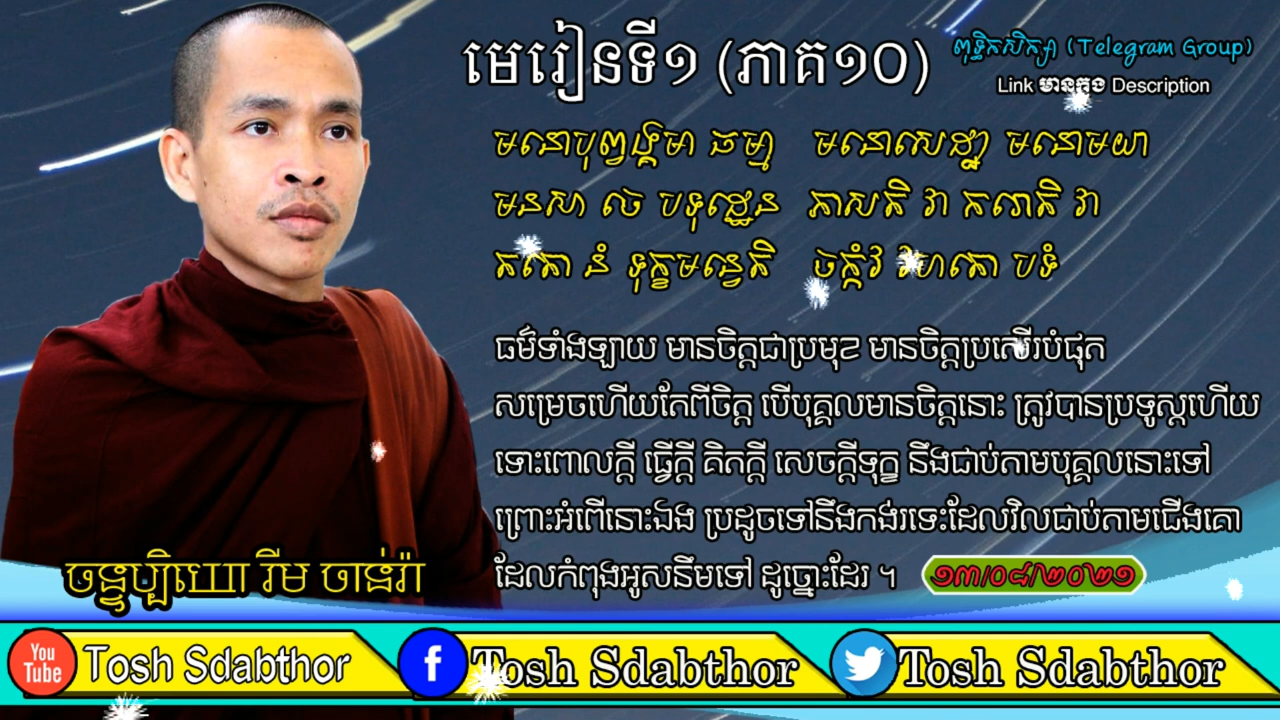 មេរៀនទី១ (ភាគ១០)
ពុទ្ធិកសិក្សា (Telegram Group)
Link មានក្នុង Description
មនោបុព្វង្គមា ធម្មា មនោសេដ្ឋា មនោមយា
មនសា ចេ បទុដ្ឋេន ភាសតិ វា ករោតិ វា
តតោ នំ ទុក្ខមន្វេតិ ចក្កំវ វហតោ បទំ
ធម៌ទាំងឡាយ មានចិត្តជាប្រមុខ មានចិត្តប្រសើរបំផុត
សម្រេចហើយតែពីចិត្ត បើបុគ្គលមានចិត្តនោះ ត្រូវបានប្រទូស្តហើយ
ទោះពោលក្តី ធ្វើក្តី គិតក្តី សេចក្តីទុក្ខ នឹងជាប់តាមបុគ្គលនោះទៅ
ព្រោះអំពើនោះឯង ប្រដូចទៅនឹងកង់រទេះដែលវិលជាប់តាមជើងគោ
ដែលកំពុងអូសនឹមទៅ ដូច្នោះដែរ ។
១៣/០៨/២០២១
ចន្ទប្បិយោ រីម ចាន់រ៉ា
You Tube
Tosh Sdabthor
Tosh Sdabthor
Tosh Sdabthor